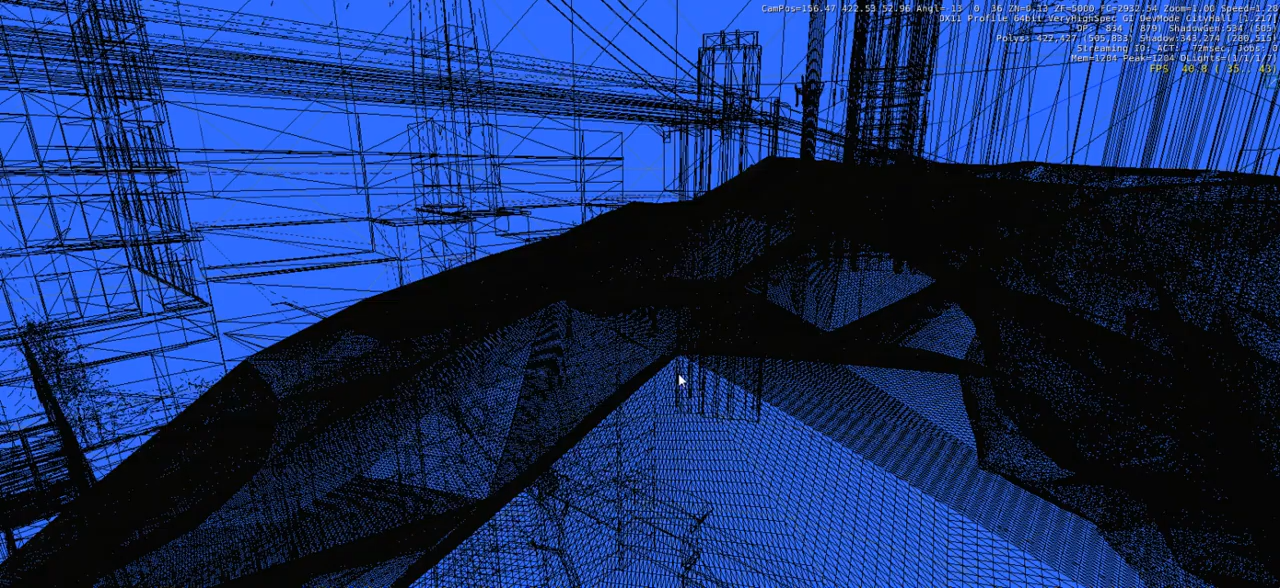 CamPos=156.47 422.53 52.96 Angl=-13 0 36 ZN=0.13 ZF=5000 FC=2932.54 Zoom=1.00 Speed=1.28
DX11 Profile 64bit VeryHighSpec GI DevMode CityHall [1.217]
DP: 834 ( 879) ShadowGen:534 (505)
Polys: 422,427 (505,833) Shadow:343,274 (280,515)
Streaming IO: ACT: 72msec, Jobs: 0
Mem=1204 Peak=1204 DLights=(1/1/1/7)
FPS 40.8 ( 35.. 43)